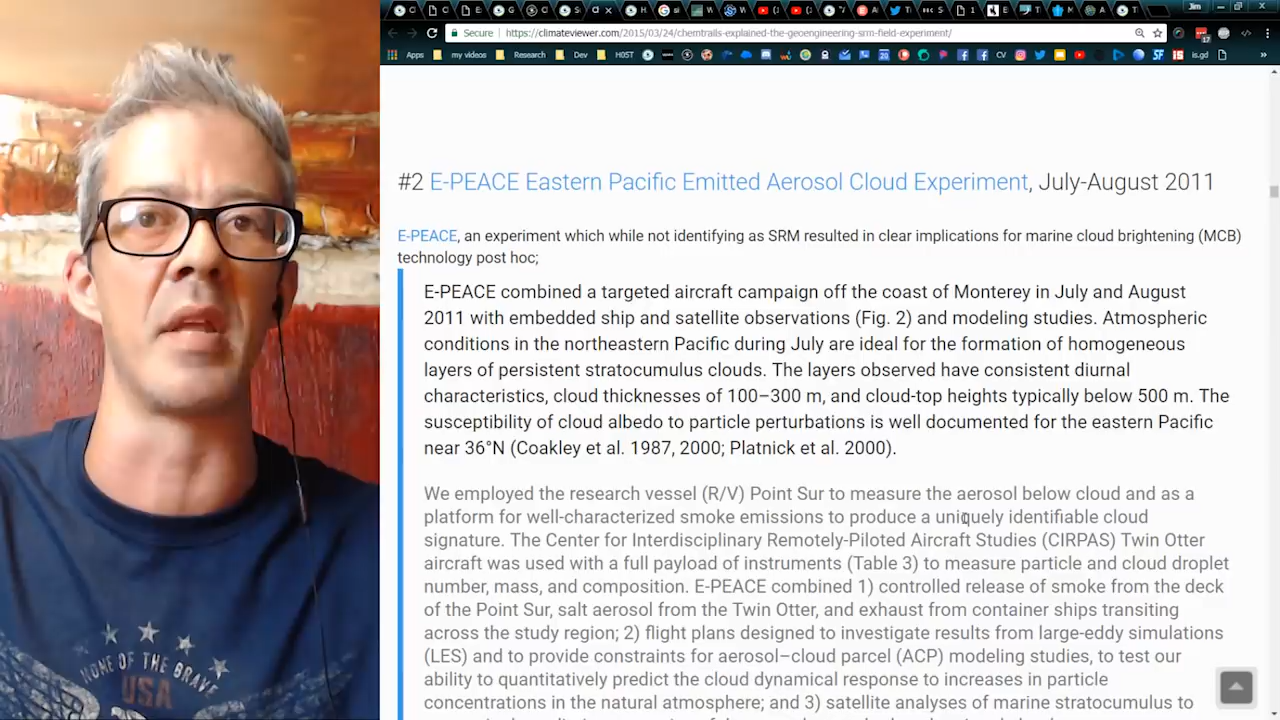 Jim
Secure
https://climateviewer.com/2015/03/24/chemtrails-explained-the-geoengineering-srm-field-experiment/
Apps my videos Research Dev H0ST CV is.gd
#2 E-PEACE Eastern Pacific Emitted Aerosol Cloud Experiment, July-August 2011
E-PEACE, an experiment which while not identifying as SRM resulted in clear implications for marine cloud brightening (MCB)
technology post hoc;
E-PEACE combined a targeted aircraft campaign off the coast of Monterey in July and August
2011 with embedded ship and satellite observations (Fig. 2) and modeling studies. Atmospheric
conditions in the northeastern Pacific during July are ideal for the formation of homogeneous
layers of persistent stratocumulus clouds. The layers observed have consistent diurnal
characteristics, cloud thicknesses of 100–300 m, and cloud-top heights typically below 500 m. The
susceptibility of cloud albedo to particle perturbations is well documented for the eastern Pacific
near 36°N (Coakley et al. 1987, 2000; Platnick et al. 2000).
We employed the research vessel (R/V) Point Sur to measure the aerosol below cloud and as a
platform for well-characterized smoke emissions to produce a uniquely identifiable cloud
signature. The Center for Interdisciplinary Remotely-Piloted Aircraft Studies (CIRPAS) Twin Otter
aircraft was used with a full payload of instruments (Table 3) to measure particle and cloud droplet
number, mass, and composition. E-PEACE combined 1) controlled release of smoke from the deck
of the Point Sur, salt aerosol from the Twin Otter, and exhaust from container ships transiting
across the study region; 2) flight plans designed to investigate results from large-eddy simulations
(LES) and to provide constraints for aerosol–cloud parcel (ACP) modeling studies, to test our
ability to quantitatively predict the cloud dynamical response to increases in particle
concentrations in the natural atmosphere; and 3) satellite analyses of marine stratocumulus to
HOME OF THE BRAVE
USA